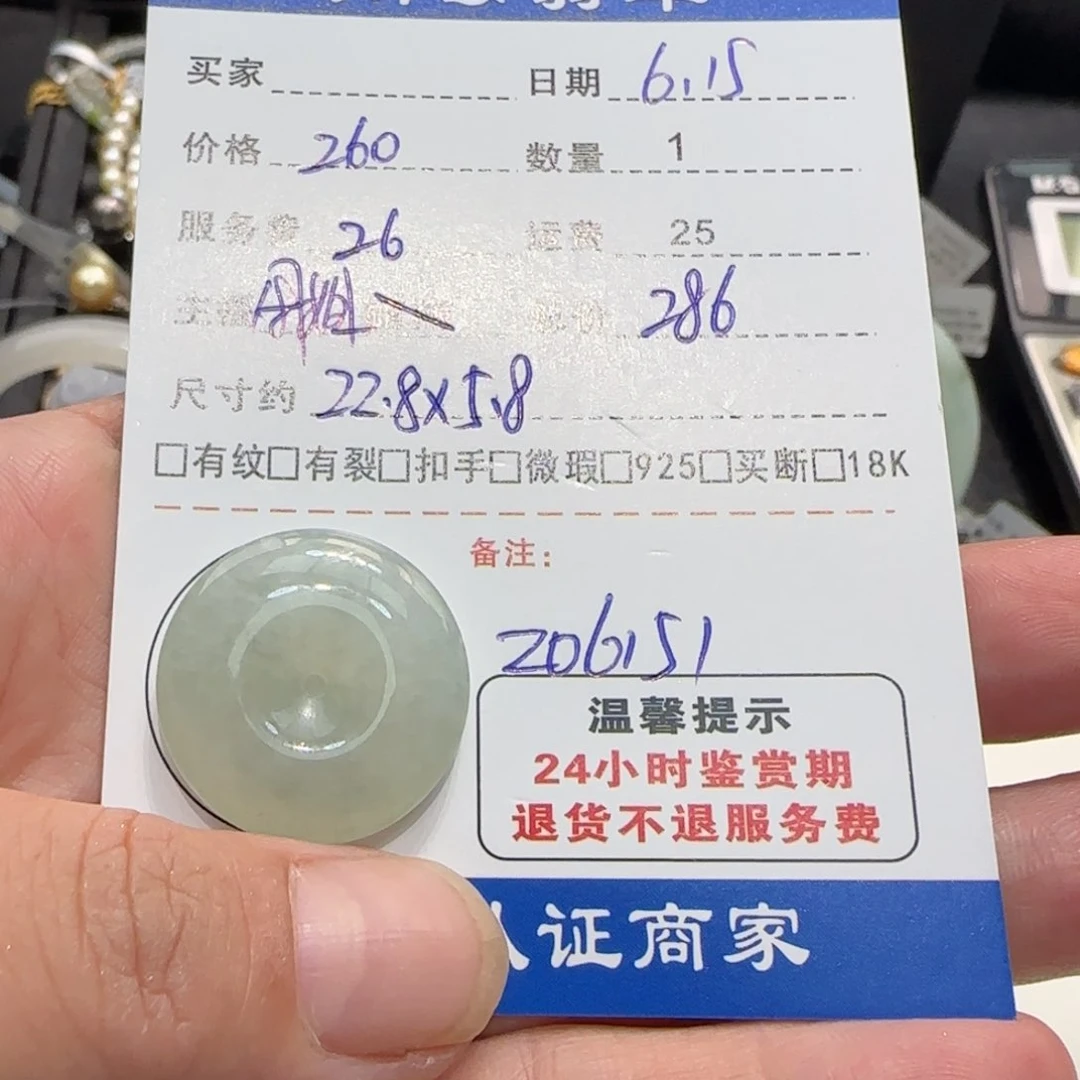 买家 日期 6.15
价格 260 数量 1
服务费 26 运费 25
286
尺寸约 22.8x5.8
□有纹□有裂□扣手□微瑕□925□买断□18K
备注：
Z06151
温馨提示
24小时鉴赏期
退货不退服务费
认证商家